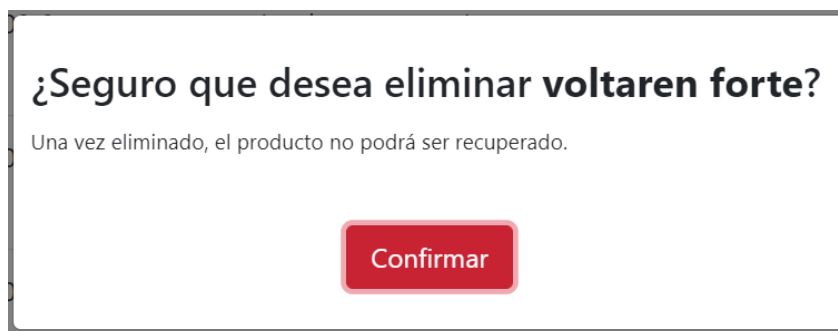 ¿Seguro que desea eliminar voltaren forte?
Una vez eliminado, el producto no podrá ser recuperado.
Confirmar